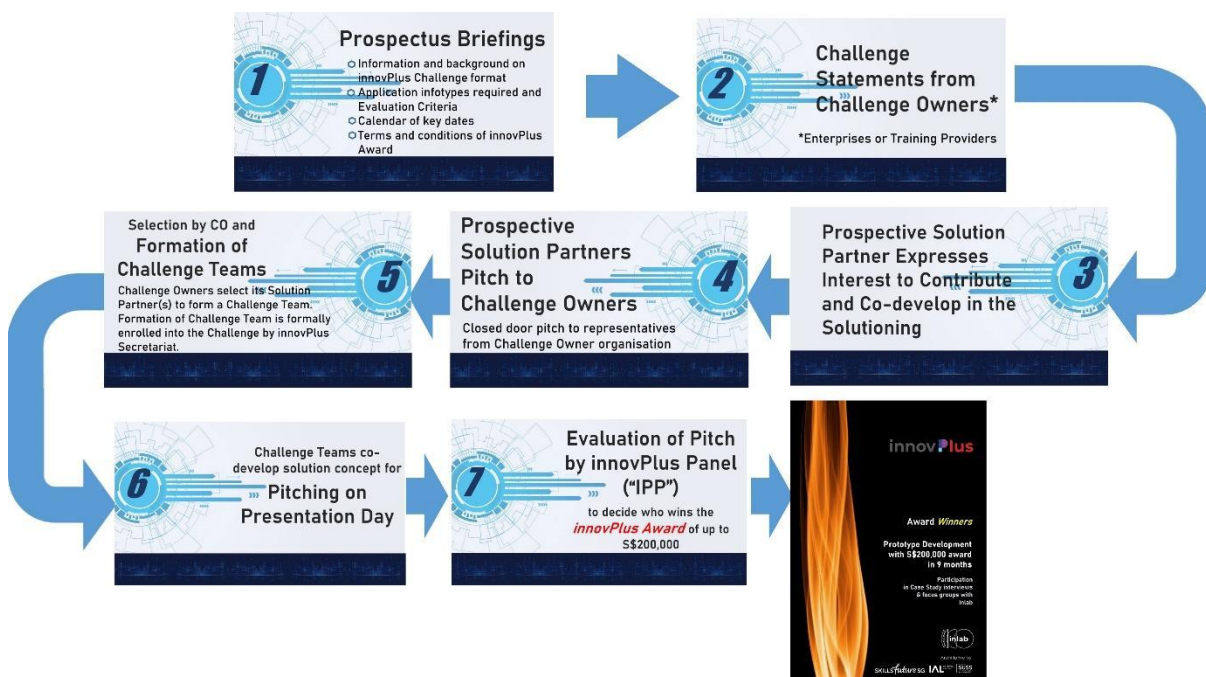 1
Prospectus Briefings
Information and background on
innovPlus Challenge format
Application infotypes required and
Evaluation Criteria
Calendar of key dates
Terms and conditions of innovPlus
Award
2
Challenge
Statements from
Challenge Owners*
*Enterprises or Training Providers
3
Prospective Solution
Partner Expresses
Interest to Contribute
and Co-develop in the
Solutioning
4
Prospective
Solution Partners
Pitch to
Challenge Owners
Closed door pitch to representatives
from Challenge Owner organisation
5
Selection by CO and
Formation of
Challenge Teams
Challenge Owners select its Solution
Partner(s) to form a Challenge Team.
Formation of Challenge Team is formally
enrolled into the Challenge by innovPlus
Secretariat.
6
Challenge Teams co-
develop solution concept for
Pitching on
Presentation Day
7
Evaluation of Pitch
by innovPlus Panel
("IPP")
to decide who wins the
innovPlus Award of up to
S$200,000
innovPlus
Award Winners
Prototype Development
with S$200,000 award
in 9 months
Participation
in Case Study interviews
& focus groups with
inlab
inlab
SKILLSfuture SG IAL SUSS